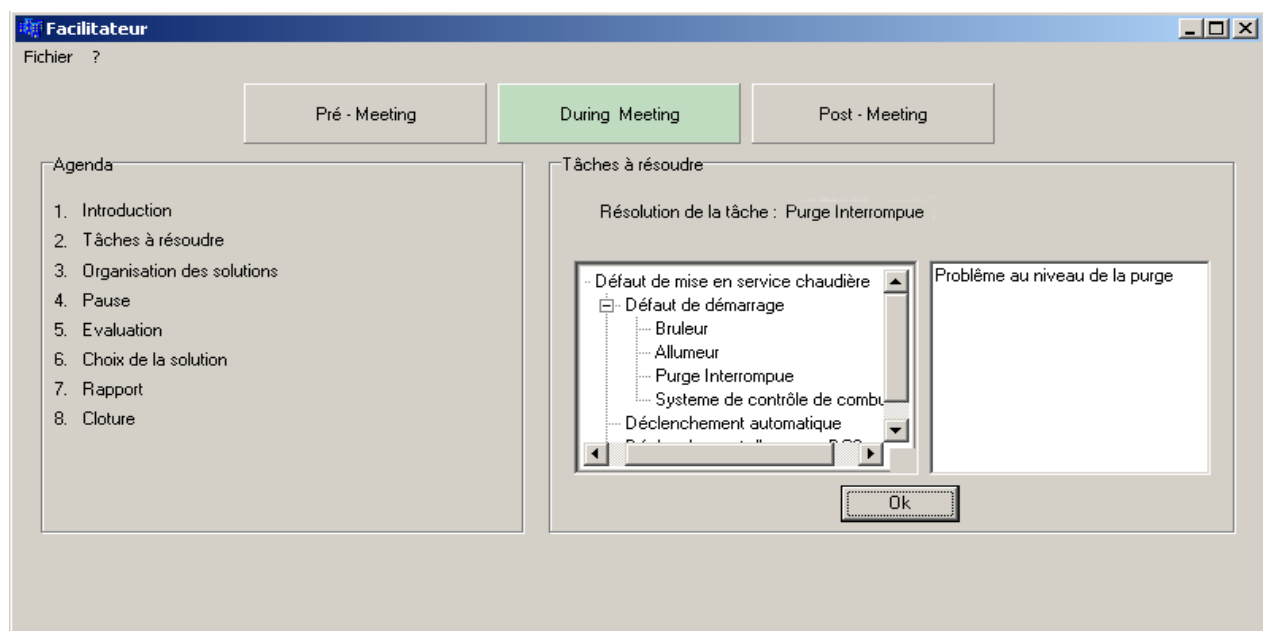 Facilitateur
Fichier ?
Pré - Meeting
During Meeting
Post - Meeting
Agenda
1. Introduction
2. Tâches à résoudre
3. Organisation des solutions
4. Pause
5. Evaluation
6. Choix de la solution
7. Rapport
8. Cloture
Tâches à résoudre
Résolution de la tâche : Purge Interrompue
Défaut de mise en service chaudière
Défaut de démarrage
Bruleur
Allumeur
Purge Interrompue
Systeme de contrôle de combu
Déclenchement automatique
Problême au niveau de la purge
Ok